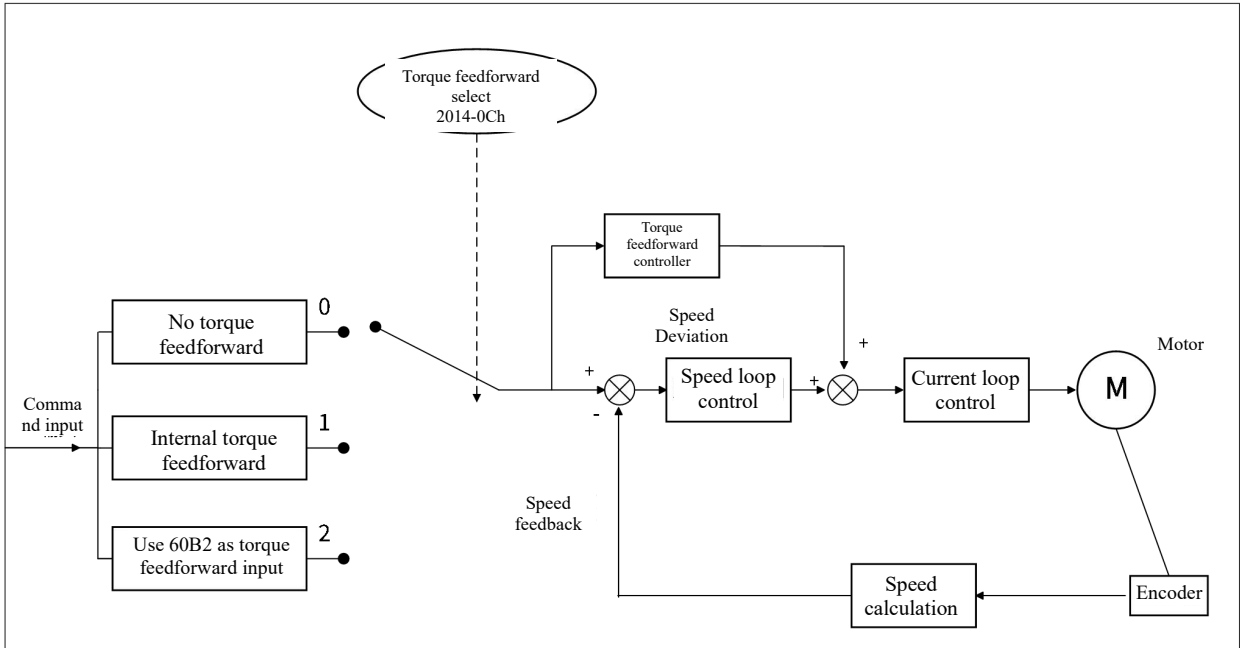 Torque feedforward
select
2014-0Ch
Torque
feedforward
controller
Speed
Deviation
No torque
feedforward
0
+
+
Speed loop
control
+
Current loop
control
Motor
M
-
Comma
nd input
Internal torque
feedforward
1
Speed
feedback
Use 60B2 as torque
feedforward input
2
Speed
calculation
Encoder